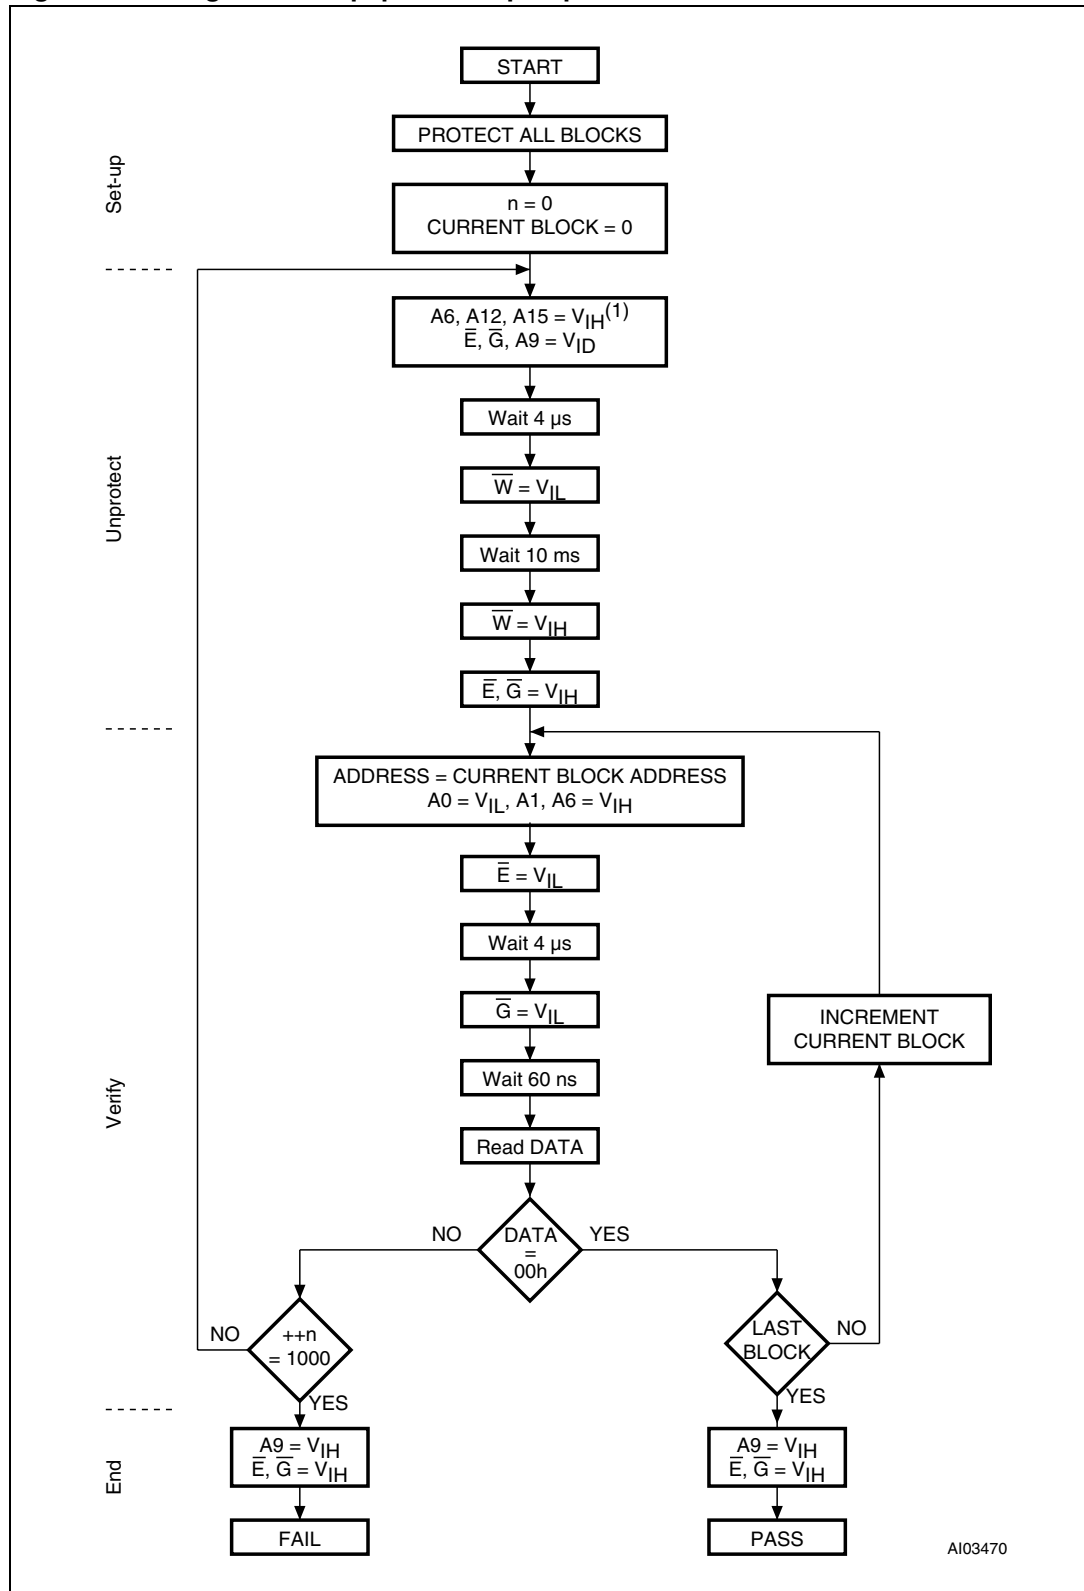 START
PROTECT ALL BLOCKS
Set-up
n = 0
CURRENT BLOCK = 0
A6, A12, A15 = VIH(1)
E̅, G̅, A9 = VID
Wait 4 µs
W̅ = VIL
Unprotect
Wait 10 ms
W̅ = VIH
E̅, G̅ = VIH
ADDRESS = CURRENT BLOCK ADDRESS
A0 = VIL, A1, A6 = VIH
E̅ = VIL
Wait 4 µs
G̅ = VIL
INCREMENT
CURRENT BLOCK
Wait 60 ns
Verify
Read DATA
NO
DATA
=
00h
YES
NO
++n
= 1000
LAST
BLOCK
NO
YES
YES
End
A9 = VIH
E̅, G̅ = VIH
A9 = VIH
E̅, G̅ = VIH
FAIL
PASS
AI03470